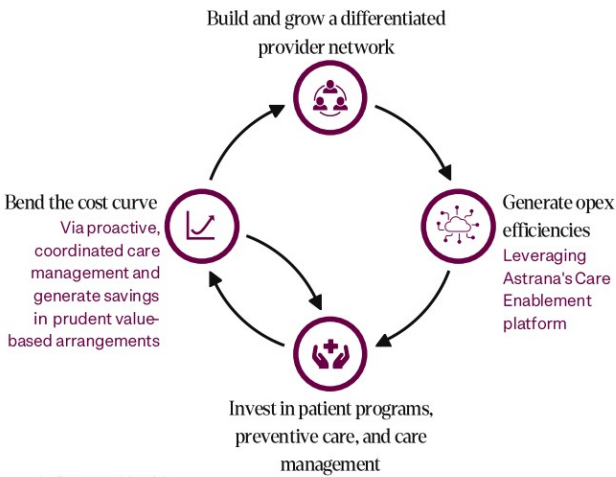 Build and grow a differentiated
provider network
Bend the cost curve
Via proactive,
coordinated care
management and
generate savings
in prudent value-
based arrangements
Generate opex
efficiencies
Leveraging
Astrana's Care
Enablement
platform
Invest in patient programs,
preventive care, and care
management